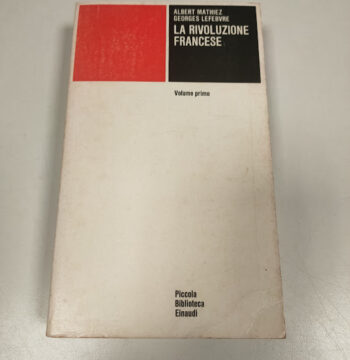 ALBERT MATHIEZ
GEORGES LEFEBVRE
LA RIVOLUZIONE
FRANCESE
Volume primo
Piccola
Biblioteca
Einaudi